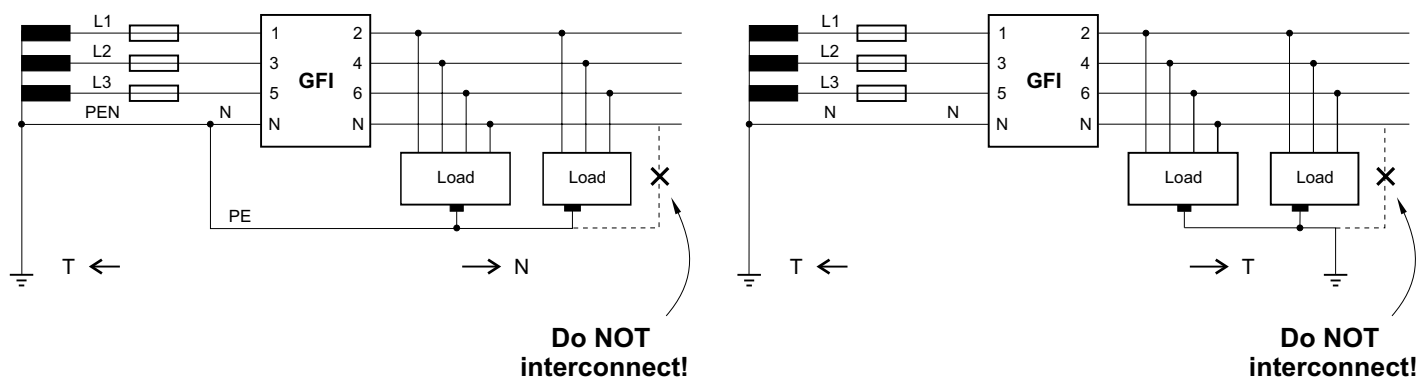 L1
1
2
L2
3
GFI
4
L3
5
6
PEN
N
N
N
Load
Load
PE
T
N
Do NOT
interconnect!
L1
1
2
L2
3
GFI
4
L3
5
6
N
N
N
N
Load
Load
T
T
Do NOT
interconnect!